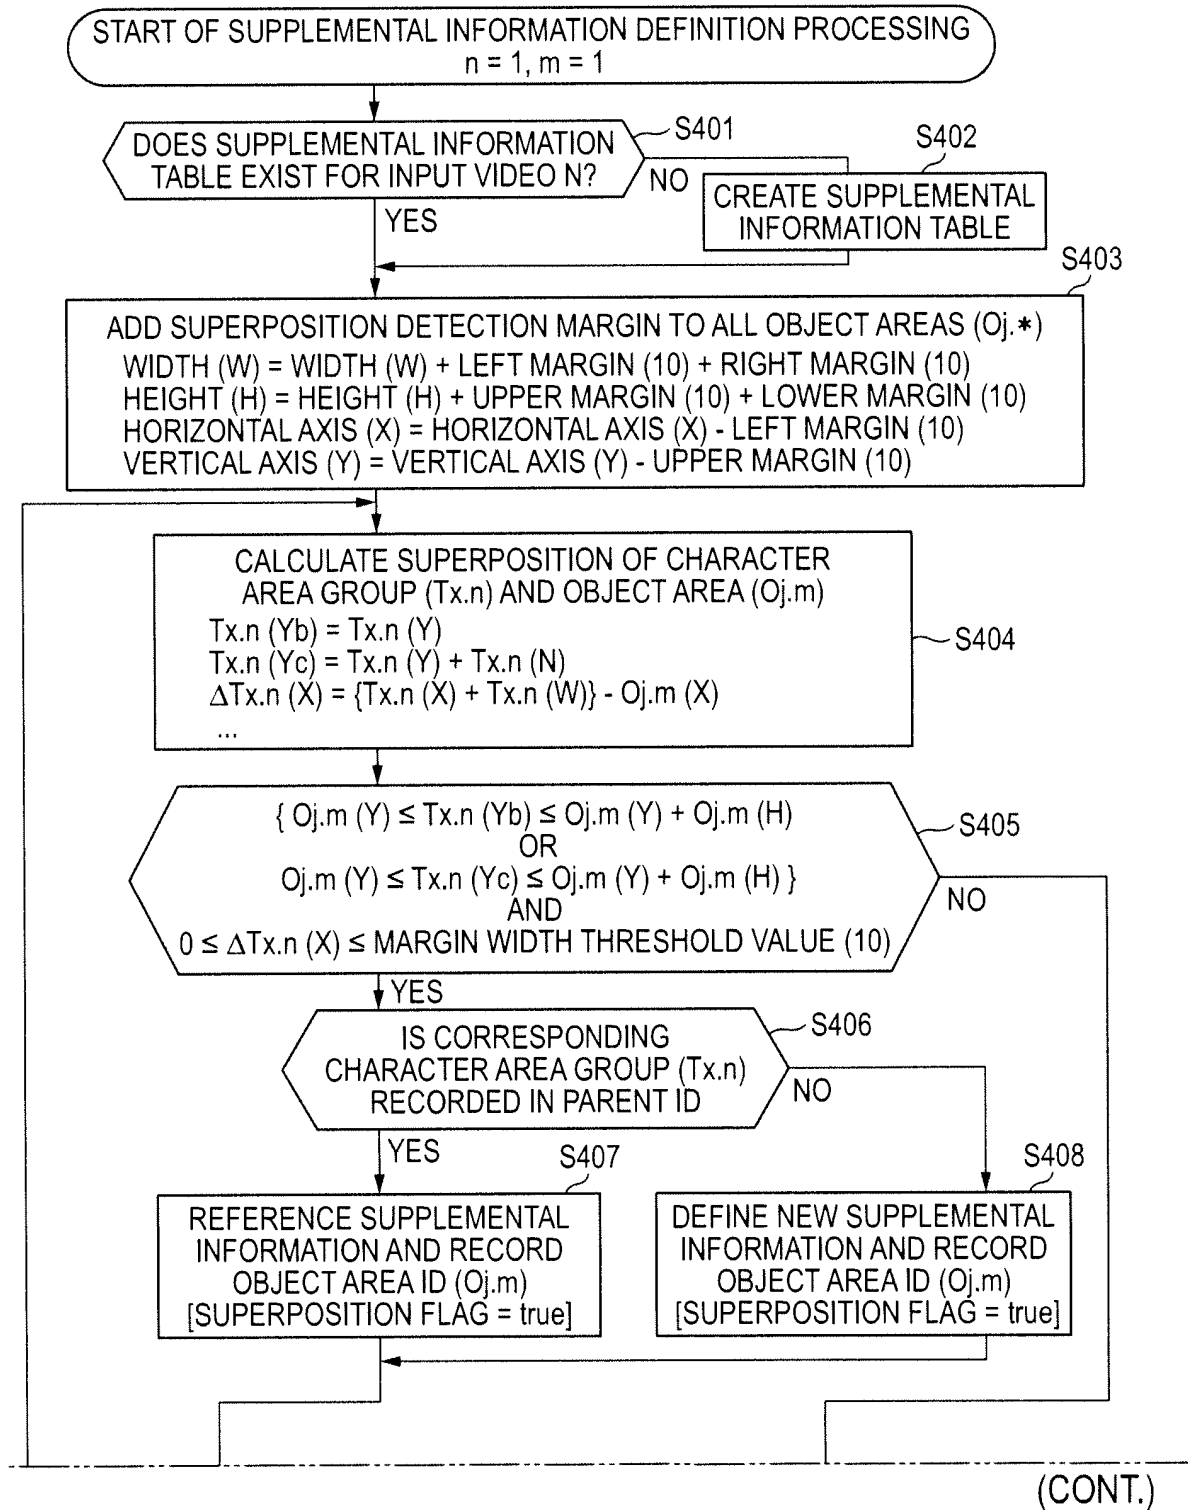 START OF SUPPLEMENTAL INFORMATION DEFINITION PROCESSING
n = 1, m = 1
DOES SUPPLEMENTAL INFORMATION
TABLE EXIST FOR INPUT VIDEO N?
S401
NO
YES
S402
CREATE SUPPLEMENTAL
INFORMATION TABLE
S403
ADD SUPERPOSITION DETECTION MARGIN TO ALL OBJECT AREAS (Oj.*)
WIDTH (W) = WIDTH (W) + LEFT MARGIN (10) + RIGHT MARGIN (10)
HEIGHT (H) = HEIGHT (H) + UPPER MARGIN (10) + LOWER MARGIN (10)
HORIZONTAL AXIS (X) = HORIZONTAL AXIS (X) - LEFT MARGIN (10)
VERTICAL AXIS (Y) = VERTICAL AXIS (Y) - UPPER MARGIN (10)
CALCULATE SUPERPOSITION OF CHARACTER
AREA GROUP (Tx.n) AND OBJECT AREA (Oj.m)
Tx.n (Yb) = Tx.n (Y)
Tx.n (Yc) = Tx.n (Y) + Tx.n (N)
ΔTx.n (X) = {Tx.n (X) + Tx.n (W)} - Oj.m (X)
...
S404
{ Oj.m (Y) ≤ Tx.n (Yb) ≤ Oj.m (Y) + Oj.m (H)
OR
Oj.m (Y) ≤ Tx.n (Yc) ≤ Oj.m (Y) + Oj.m (H) }
AND
0 ≤ ΔTx.n (X) ≤ MARGIN WIDTH THRESHOLD VALUE (10)
S405
NO
YES
IS CORRESPONDING
CHARACTER AREA GROUP (Tx.n)
RECORDED IN PARENT ID
S406
NO
YES
S407
REFERENCE SUPPLEMENTAL
INFORMATION AND RECORD
OBJECT AREA ID (Oj.m)
[SUPERPOSITION FLAG = true]
S408
DEFINE NEW SUPPLEMENTAL
INFORMATION AND RECORD
OBJECT AREA ID (Oj.m)
[SUPERPOSITION FLAG = true]
(CONT.)